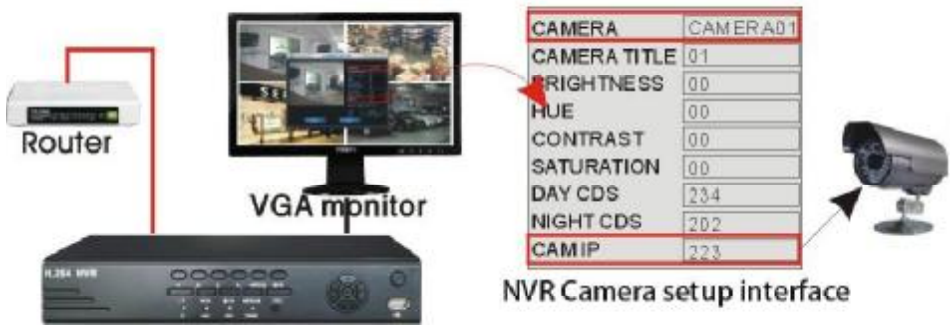 CAMERA CAMERA01
CAMERA TITLE 01
BRIGHTNESS 00
HUE 00
CONTRAST 00
SATURATION 00
DAY CDS 234
NIGHT CDS 202
CAM IP 223
Router
VGA monitor
H.264 NVR
NVR Camera setup interface